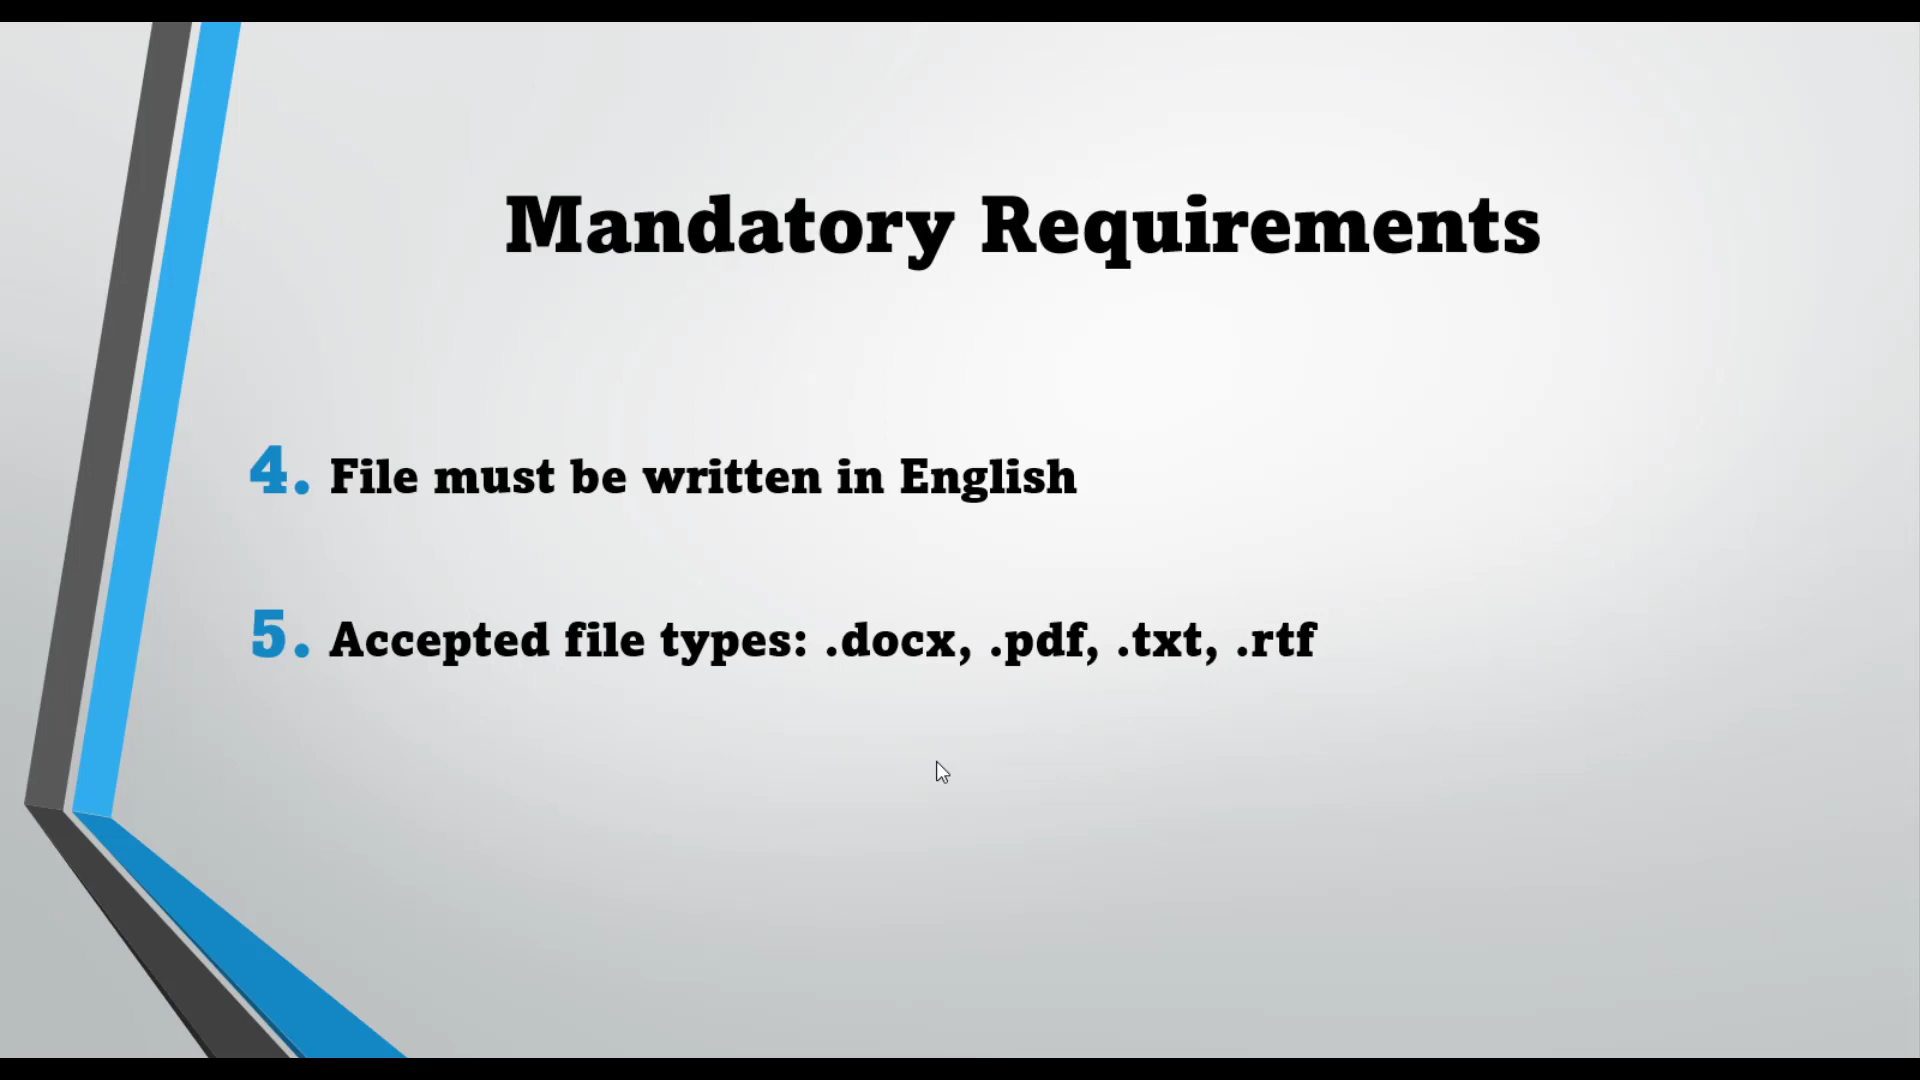 Mandatory Requirements
4. File must be written in English
5. Accepted file types: .docx, .pdf, .txt, .rtf